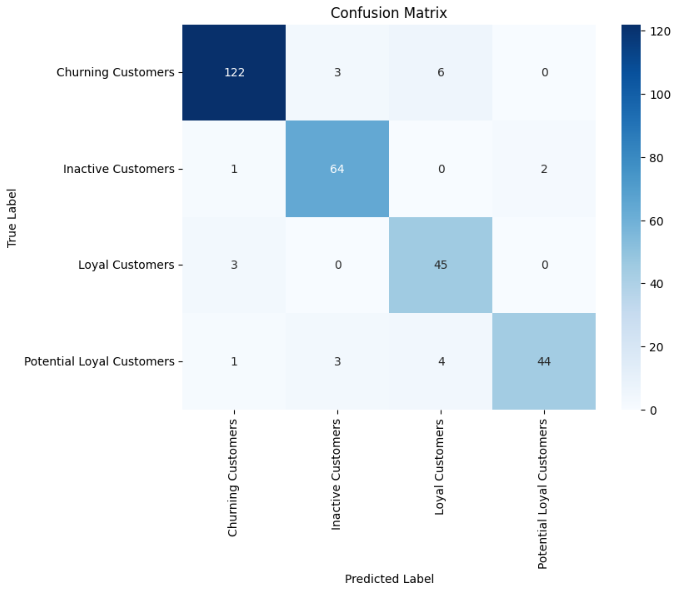 Confusion Matrix
True Label
Churning Customers 122 3 6 0
Inactive Customers 1 64 0 2
Loyal Customers 3 0 45 0
Potential Loyal Customers 1 3 4 44
Churning Customers
Inactive Customers
Loyal Customers
Potential Loyal Customers
Predicted Label
120
100
80
60
40
20
0